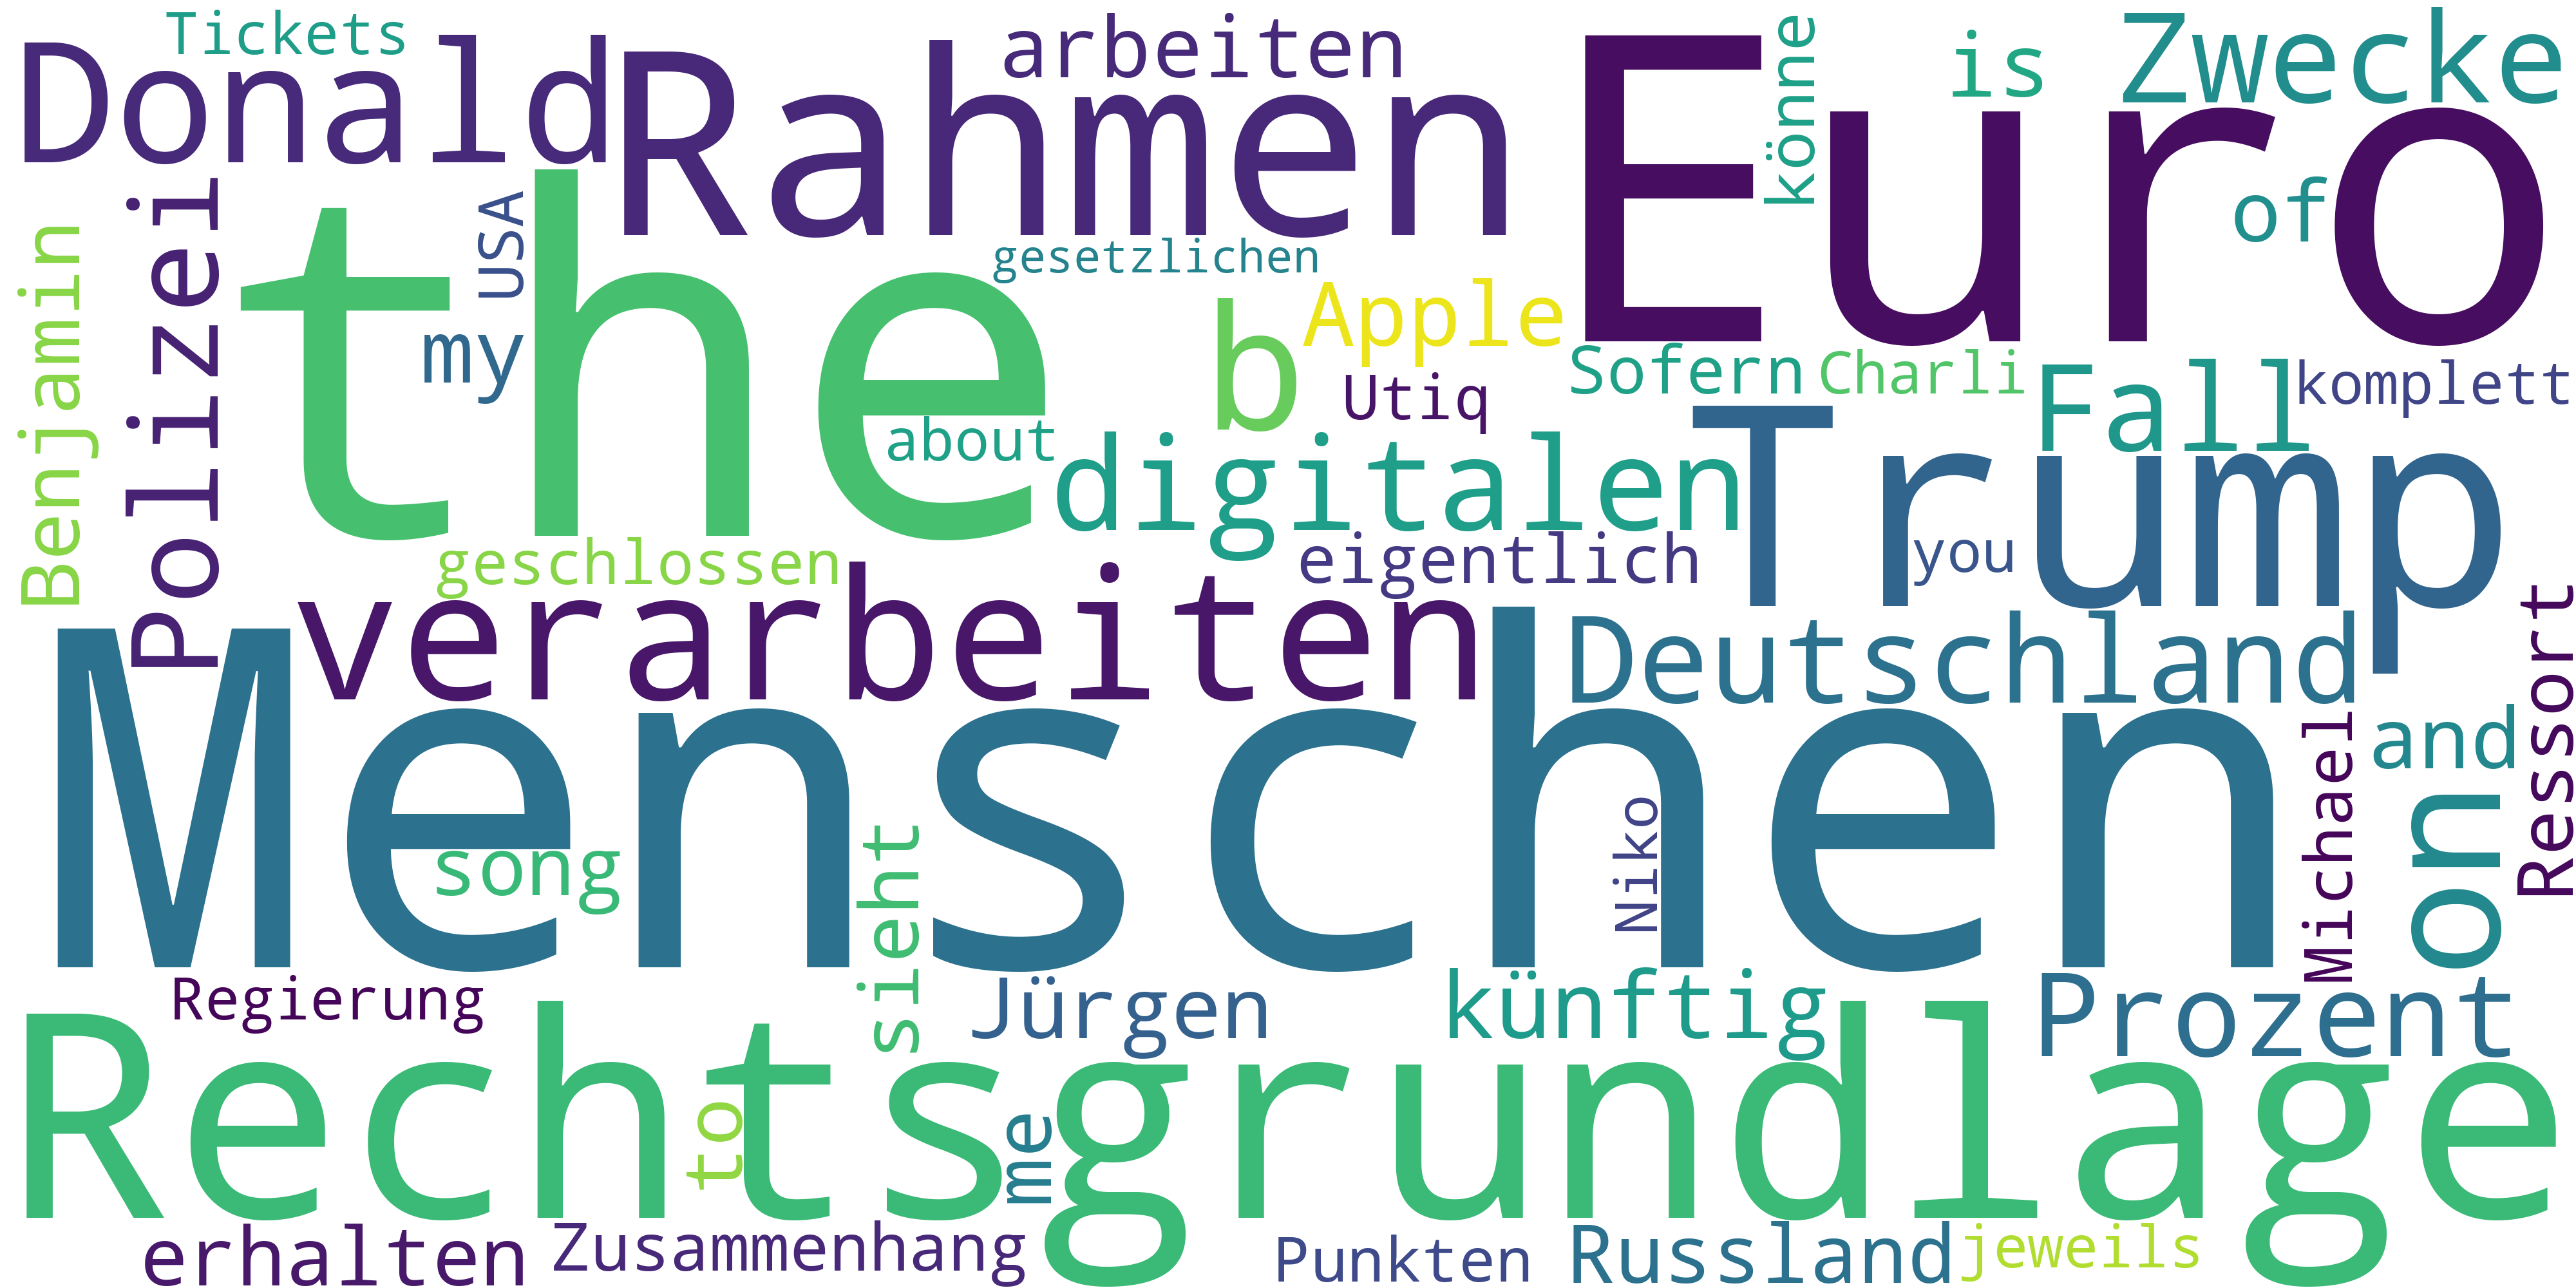 Tickets
Donald
Rahmen
arbeiten
Euro
könne
is
Zwecke
of
Polizei
Benjamin
USA
the
my
gesetzlichen
b
Apple
Utiq
Sofern
Charli
Fall
komplett
about
digitalen
Trump
geschlossen
eigentlich
you
verarbeiten
Deutschland
Menschen
Ressort
Michael
and
on
song
sieht
Niko
Regierung
Jürgen
künftig
Prozent
Rechtsgrundlage
to
me
erhalten
Zusammenhang
Punkten
Russland
jeweils